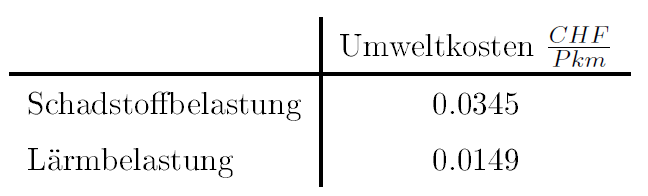 Umweltkosten CHF/Pkm
Schadstoffbelastung 0.0345
Lärmbelastung 0.0149